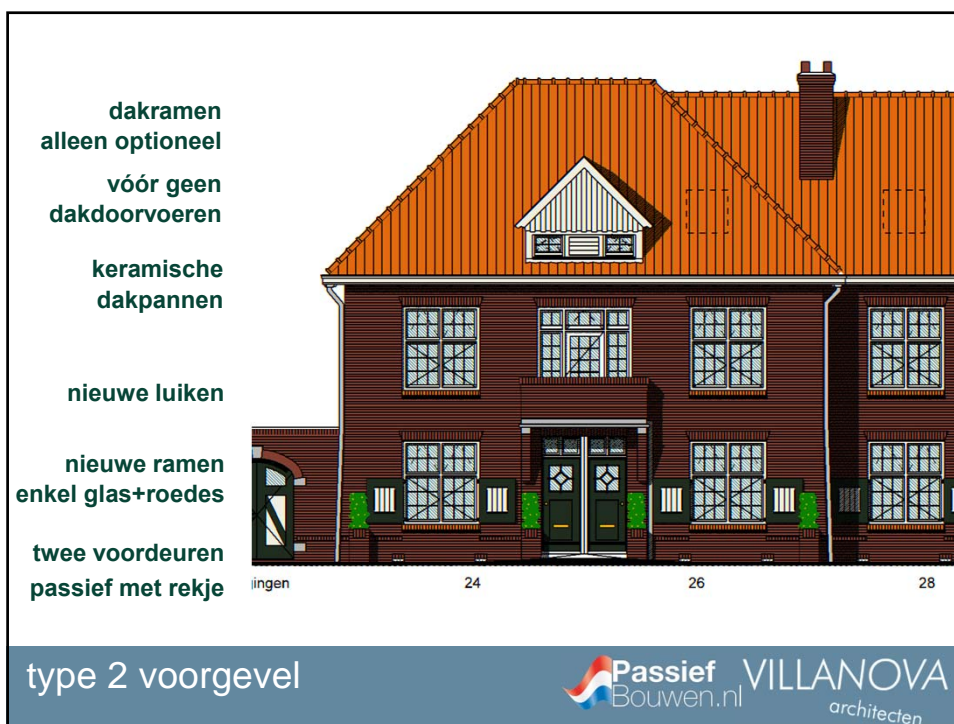 dakramen
alleen optioneel
vóór geen
dakdoorvoeren
keramische
dakpannen
nieuwe luiken
nieuwe ramen
enkel glas+roedes
twee voordeuren
passief met rekje
gingen
24
26
28
type 2 voorgevel
Passief
Bouwen.nl
VILLANOVA
architecten